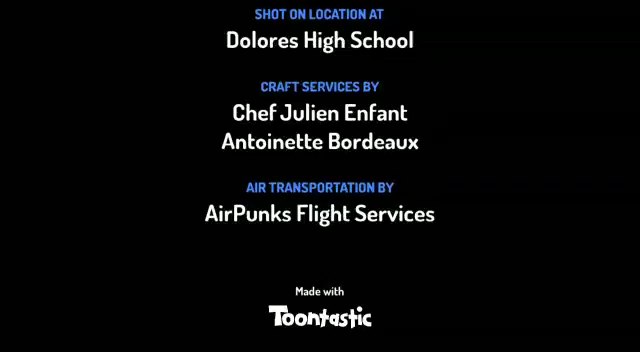 SHOT ON LOCATION AT
Dolores High School
CRAFT SERVICES BY
Chef Julien Enfant
Antoinette Bordeaux
AIR TRANSPORTATION BY
AirPunks Flight Services
Made with
Toontastic